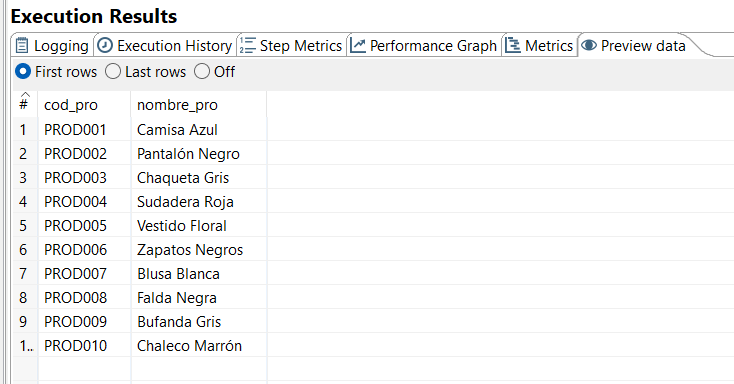 Execution Results
Logging Execution History Step Metrics Performance Graph Metrics Preview data
First rows Last rows Off
# cod_pro nombre_pro
1 PROD001 Camisa Azul
2 PROD002 Pantalón Negro
3 PROD003 Chaqueta Gris
4 PROD004 Sudadera Roja
5 PROD005 Vestido Floral
6 PROD006 Zapatos Negros
7 PROD007 Blusa Blanca
8 PROD008 Falda Negra
9 PROD009 Bufanda Gris
1.. PROD010 Chaleco Marrón